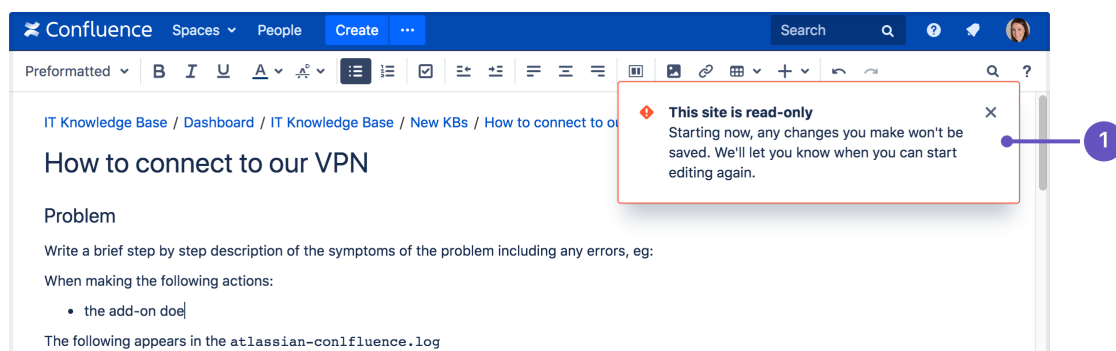 Confluence Spaces People Create ··· Search ?
Preformatted B I U A A ?
IT Knowledge Base / Dashboard / IT Knowledge Base / New KBs / How to connect to ou
This site is read-only
Starting now, any changes you make won't be
saved. We'll let you know when you can start
editing again.
1
How to connect to our VPN
Problem
Write a brief step by step description of the symptoms of the problem including any errors, eg:
When making the following actions:
• the add-on doe
The following appears in the atlassian-conlfluence.log